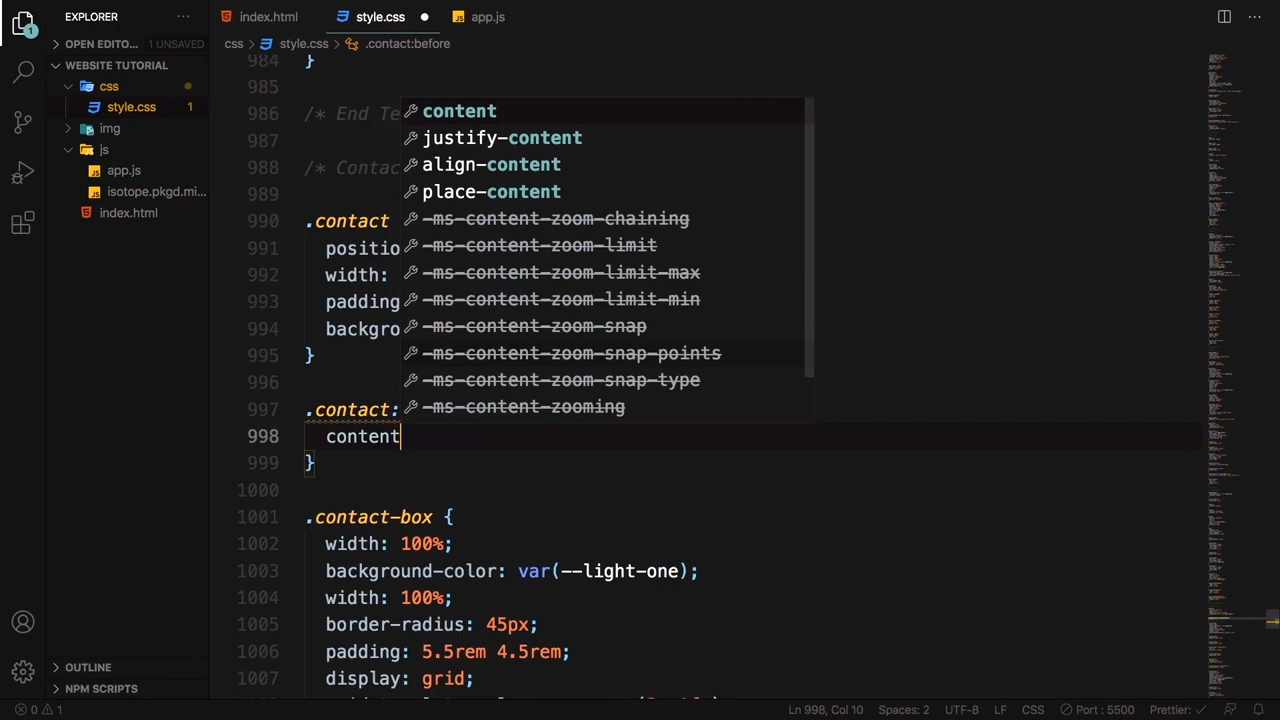 EXPLORER
index.html
style.css
app.js
OPEN EDITO... 1 UNSAVED
css > style.css > .contact:before
WEBSITE TUTORIAL
css
style.css 1
img
js
app.js
isotope.pkgd.mi...
index.html
1
984 }
985
986 /* End Te
987
988 /* Contac
989
990 .contact
991 positio
992 width:
993 padding
994 backgro
995 }
996
997 .contact:
998 content
999 }
1000
1001 .contact-box {
1002 width: 100%;
1003 background-color: var(--light-one);
1004 width: 100%;
1005 border-radius: 45px;
1006 padding: 5.5rem 4.5rem;
1007 display: grid;
content
justify-content
align-content
place-content
-ms-content-zoom-chaining
-ms-content-zoom-limit
-ms-content-zoom-limit-max
-ms-content-zoom-limit-min
-ms-content-zoom-snap
-ms-content-zoom-snap-points
-ms-content-zoom-snap-type
-ms-content-zooming
OUTLINE
NPM SCRIPTS
0 1 Ln 998, Col 10 Spaces: 2 UTF-8 LF CSS Port : 5500 Prettier: